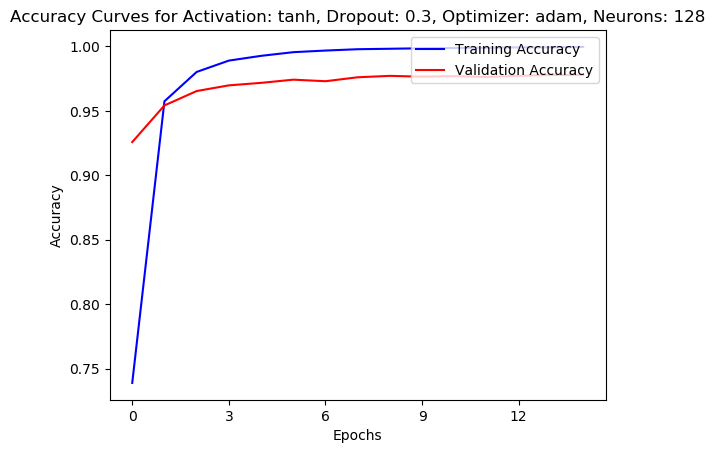 Accuracy Curves for Activation: tanh, Dropout: 0.3, Optimizer: adam, Neurons: 128
Training Accuracy
Validation Accuracy
1.00
0.95
0.90
0.85
0.80
0.75
Accuracy
0
3
6
9
12
Epochs